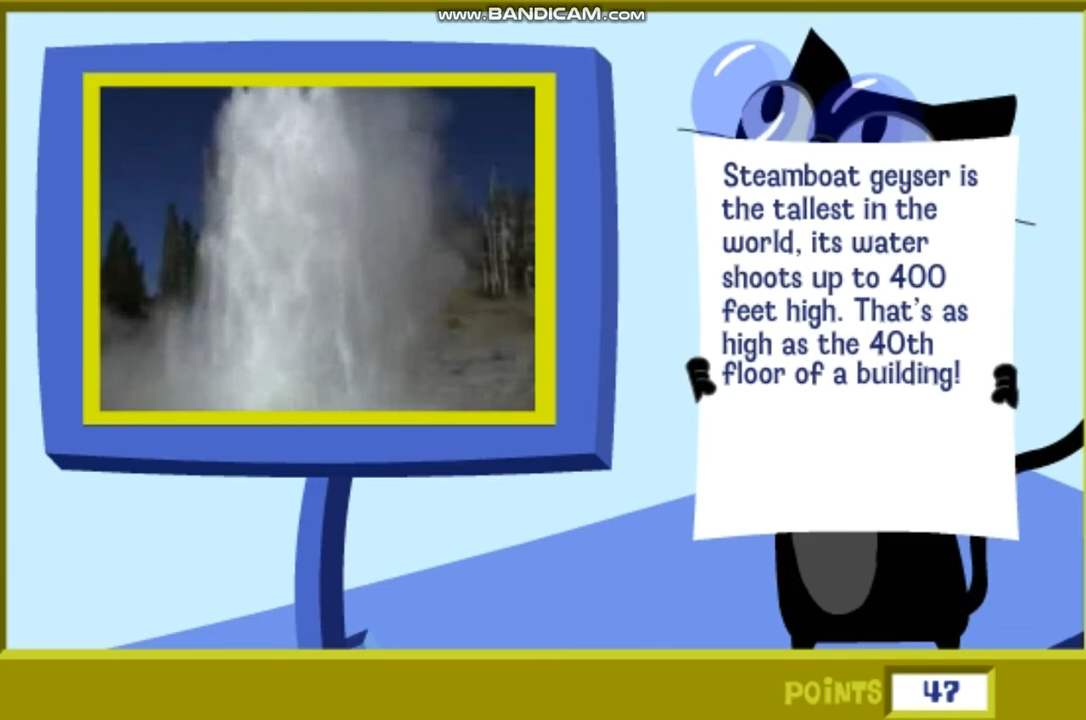 www.BANDICAM.com
Steamboat geyser is
the tallest in the
world, its water
shoots up to 400
feet high. That's as
high as the 40th
floor of a building!
POiNTS 47